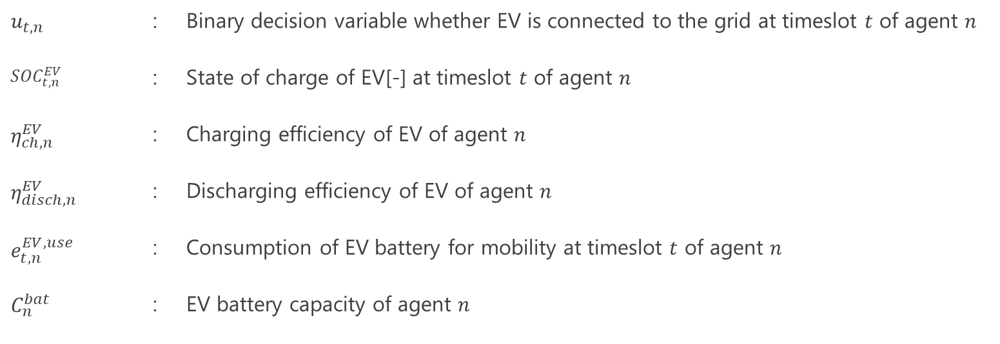 u_{t,n} : Binary decision variable whether EV is connected to the grid at timeslot t of agent n
SOC_{t,n}^{EV} : State of charge of EV[-] at timeslot t of agent n
η_{ch,n}^{EV} : Charging efficiency of EV of agent n
η_{disch,n}^{EV} : Discharging efficiency of EV of agent n
e_{t,n}^{EV,use} : Consumption of EV battery for mobility at timeslot t of agent n
C_n^{bat} : EV battery capacity of agent n